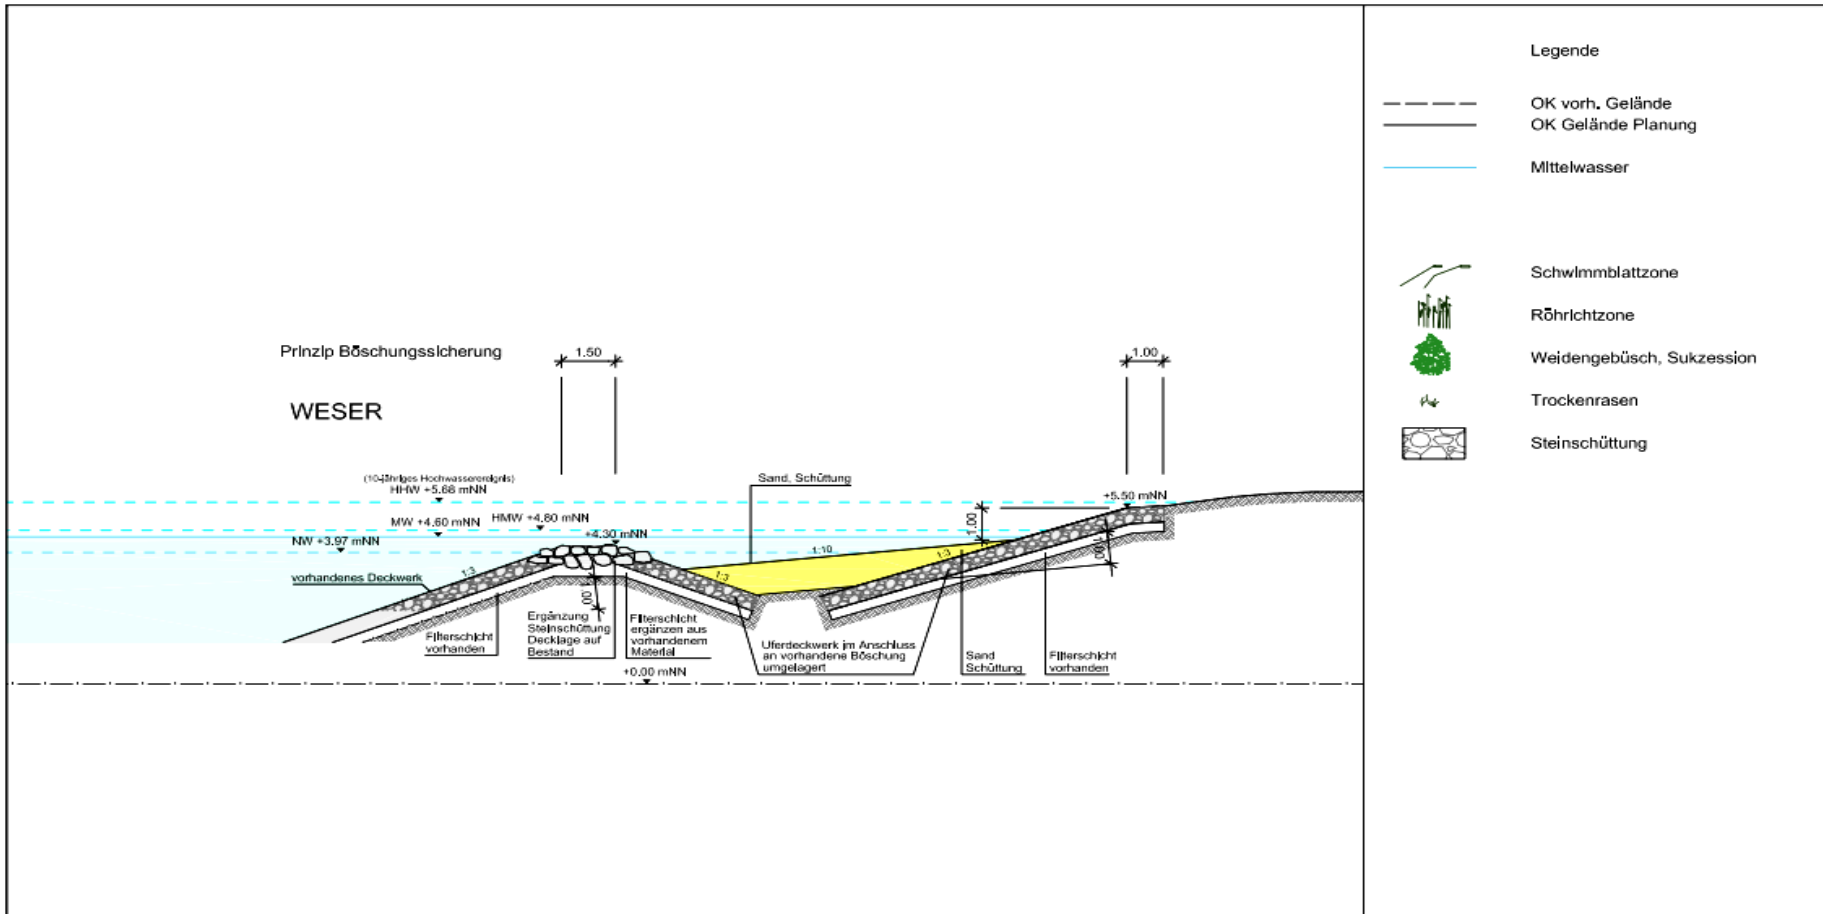 Legende
OK vorh. Gelände
OK Gelände Planung
Mittelwasser
Schwimmblattzone
Röhrichtzone
Weidengebüsch, Sukzession
Trockenrasen
Steinschüttung
Prinzip Böschungssicherung
1.50
1.00
WESER
(10-jähriges Hochwasserereignis)
HHW +5.68 mNN
Sand, Schüttung
+5.50 mNN
MW +4.60 mNN
HMW +4.80 mNN
1.00
NW +3.97 mNN
+4.30 mNN
1:10
1:3
1.00
1:3
1:3
vorhandenes Deckwerk
1.00
Filterschicht
vorhanden
Ergänzung
Steinschüttung
Decklage auf
Bestand
Filterschicht
ergänzen aus
vorhandenem
Material
Uferdeckwerk im Anschluss
an vorhandene Böschung
umgelagert
Sand
Schüttung
Filterschicht
vorhanden
+0.00 mNN